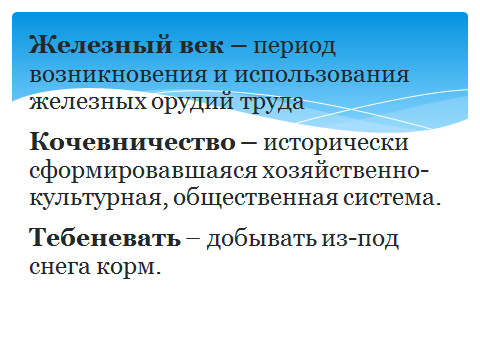 Железный век – период
возникновения и использования
железных орудий труда
Кочевничество – исторически
сформировавшаяся хозяйственно-
культурная, общественная система.
Тебеневать – добывать из-под
снега корм.